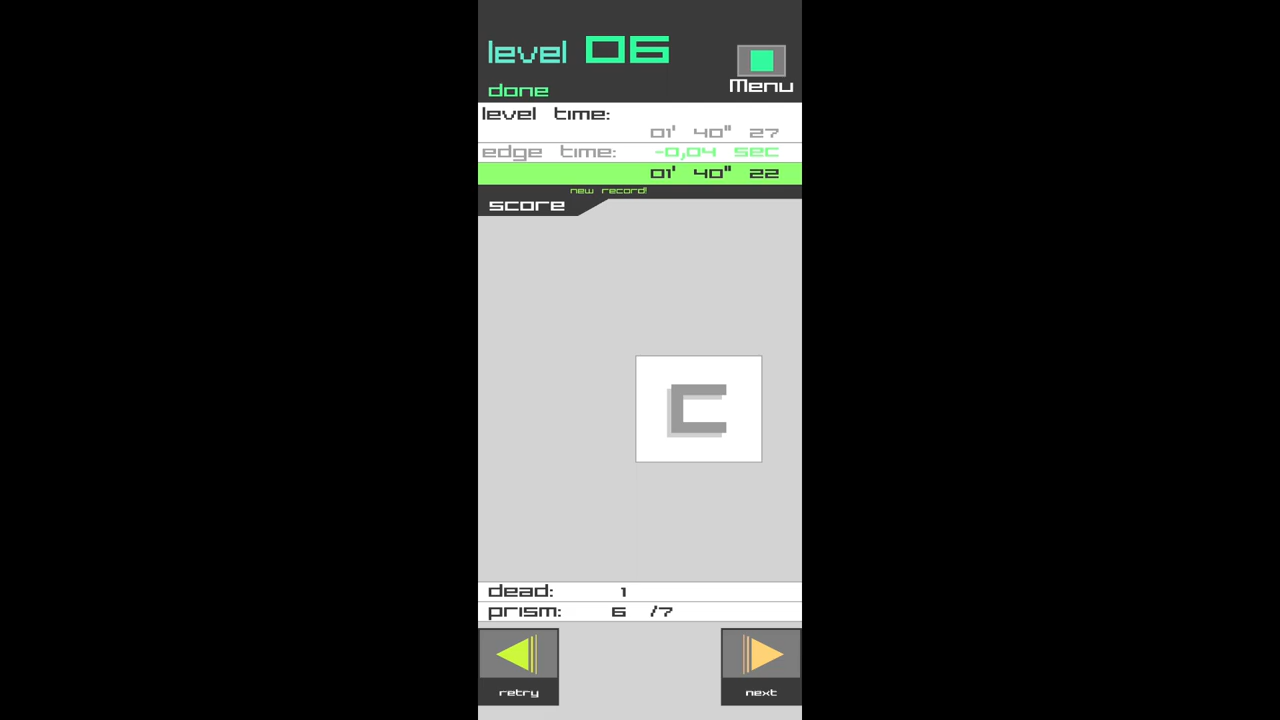 level 06
Menu
done
level time:
01' 40" 27
edge time: -0,04 sec
01' 40" 22
new record!
score
C
dead: 1
prism: 6 /7
retry
next